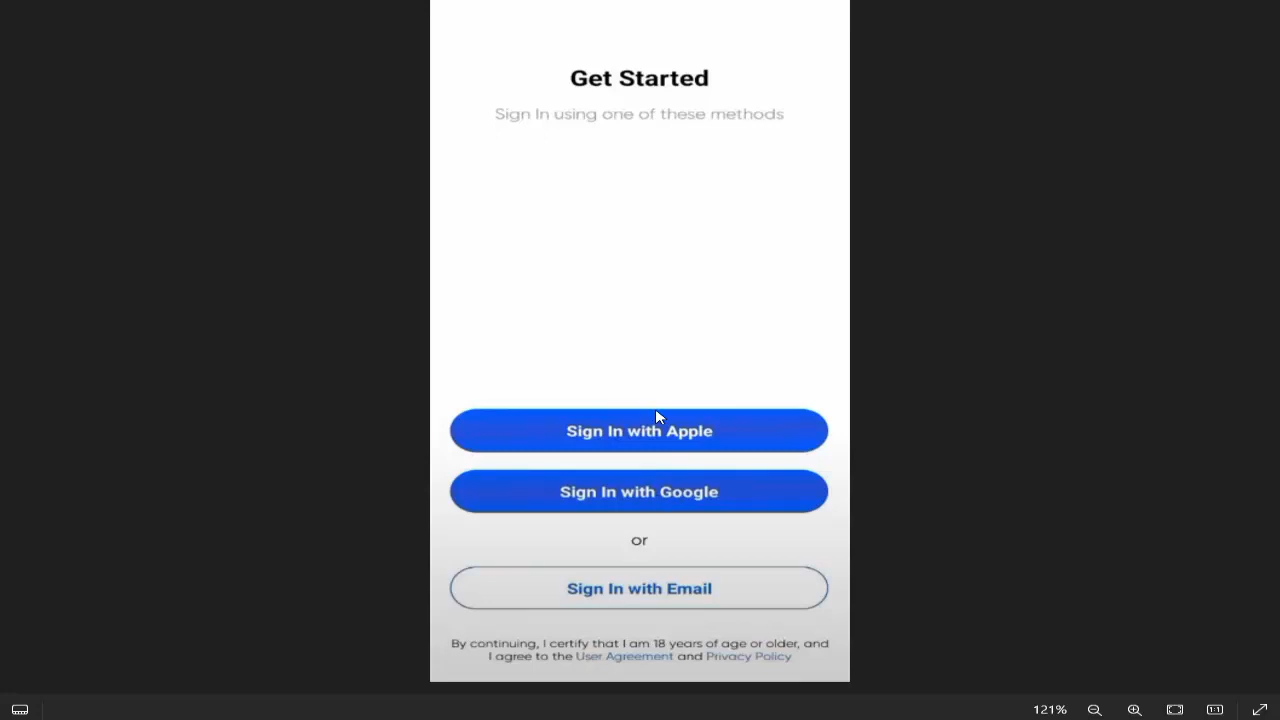 Get Started
Sign In using one of these methods
Sign In with Apple
Sign In with Google
or
Sign In with Email
By continuing, I certify that I am 18 years of age or older, and
I agree to the User Agreement and Privacy Policy
121%
1:1